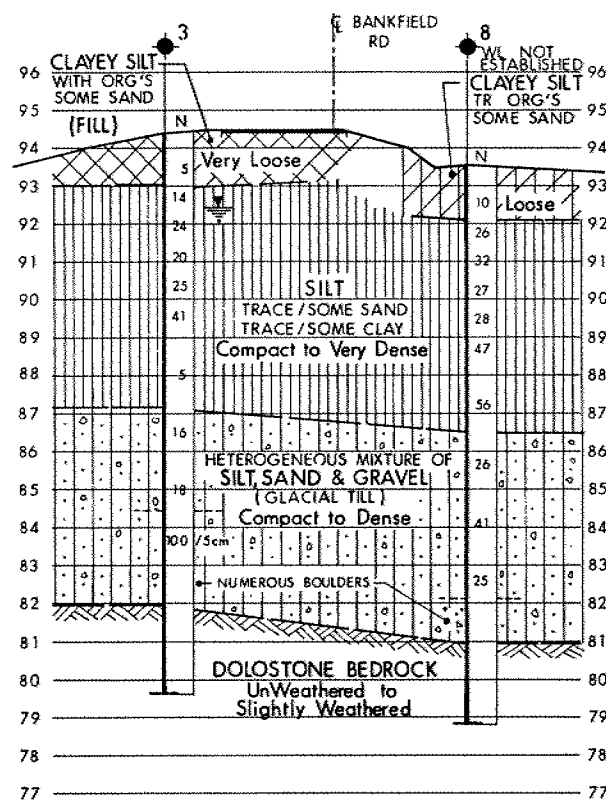 3
8
℄ BANKFIELD
RD
WL NOT
ESTABLISHED
CLAYEY SILT
WITH ORG'S
SOME SAND
(FILL)
CLAYEY SILT
TR ORG'S
SOME SAND
N
N
96
95
94
93
92
91
90
89
88
87
86
85
84
83
82
81
80
79
78
77
5
14
24
20
25
41
5
16
18
100/5cm
Very Loose
SILT
TRACE/SOME SAND
TRACE/SOME CLAY
Compact to Very Dense
HETEROGENEOUS MIXTURE OF
SILT, SAND & GRAVEL
(GLACIAL TILL)
Compact to Dense
NUMEROUS BOULDERS
DOLOSTONE BEDROCK
UnWeathered to
Slightly Weathered
10
Loose
26
32
27
28
47
56
26
41
25
96
95
94
93
92
91
90
89
88
87
86
85
84
83
82
81
80
79
78
77